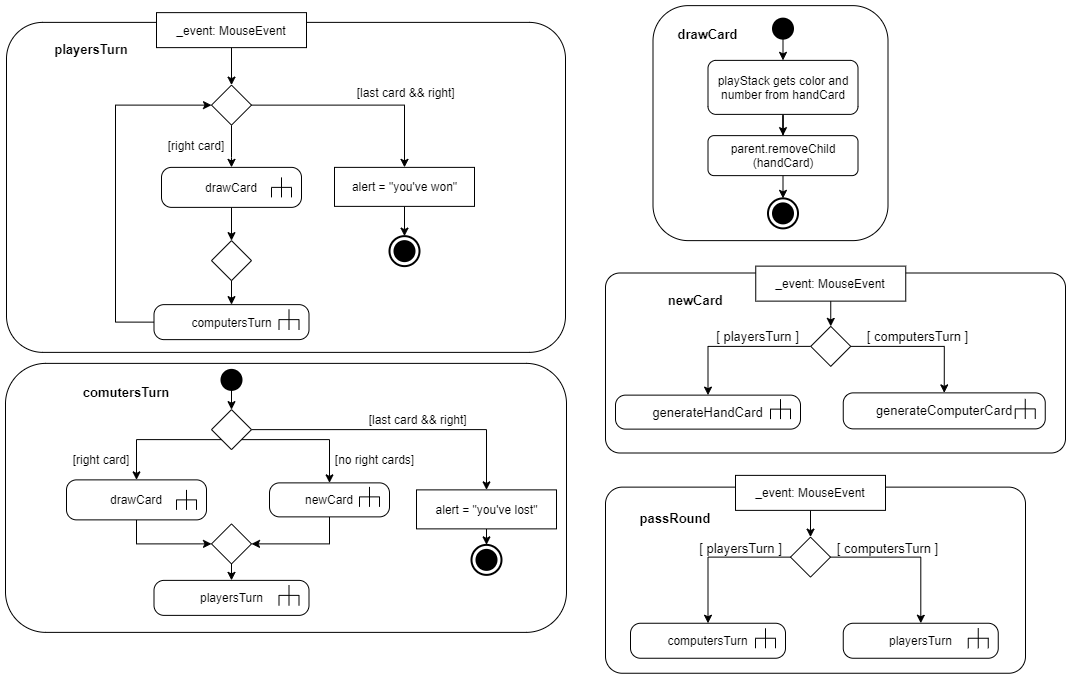 _event: MouseEvent
playersTurn
[last card && right]
[right card]
drawCard
alert = "you've won"
computersTurn
comutersTurn
[last card && right]
[right card]
[no right cards]
drawCard
newCard
alert = "you've lost"
playersTurn
drawCard
playStack gets color and
number from handCard
parent.removeChild
(handCard)
_event: MouseEvent
newCard
[ playersTurn ]
[ computersTurn ]
generateHandCard
generateComputerCard
_event: MouseEvent
passRound
[ playersTurn ]
[ computersTurn ]
computersTurn
playersTurn